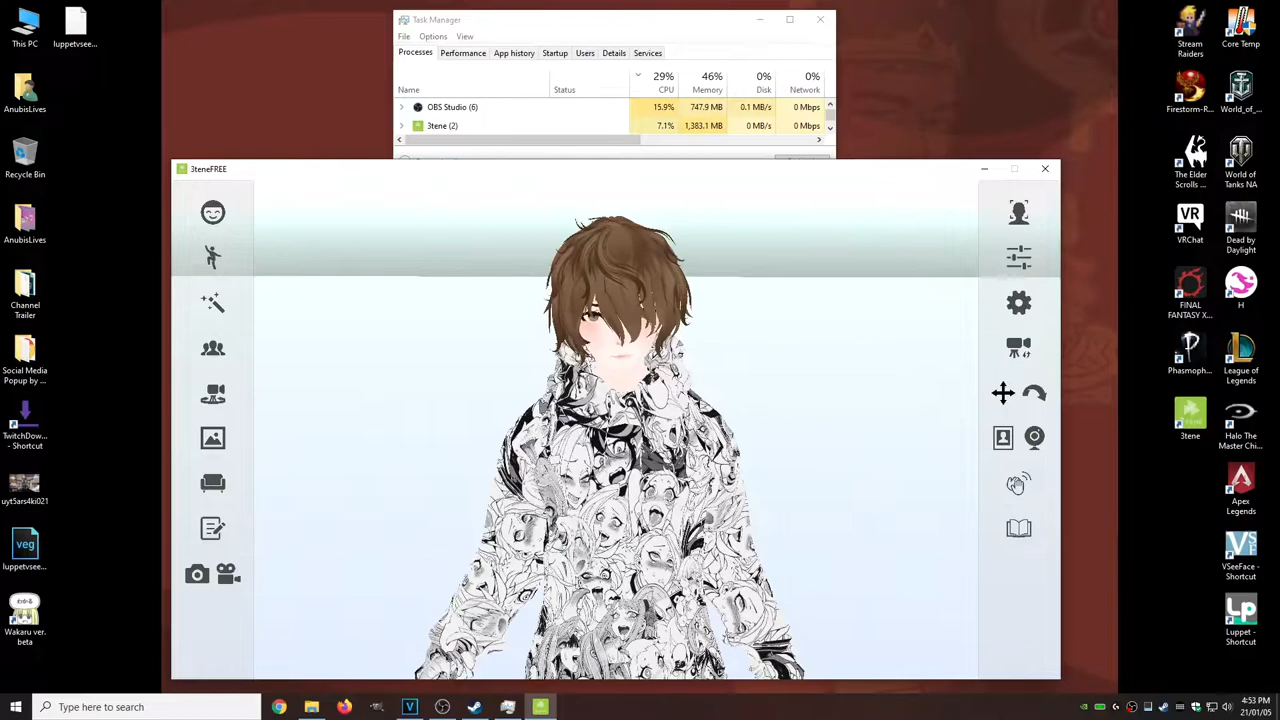 This PC
luppetvsee...
AnubisLives
Recycle Bin
AnubisLives
Channel
Trailer
Social Media
Popup by ...
TwitchDow...
- Shortcut
uyt5ars4ki021
luppetvsee...
Wakaru ver.
beta
Task Manager
File Options View
Processes Performance App history Startup Users Details Services
29% 46% 0% 0%
Name Status CPU Memory Disk Network
OBS Studio (6) 15.9% 747.9 MB 0.1 MB/s 0 Mbps
3tene (2) 7.1% 1,383.1 MB 0 MB/s 0 Mbps
3teneFREE
Stream
Raiders
Core Temp
Firestorm-R...
World_of_...
The Elder
Scrolls ...
World of
Tanks NA
VR
VRChat
Dead by
Daylight
FINAL
FANTASY X...
H
Phasmoph...
League of
Legends
3tene
Halo The
Master Chi...
Apex
Legends
VSeeFace -
Shortcut
Lp
Luppet -
Shortcut
Type here to search
4:53 PM
21/01/05